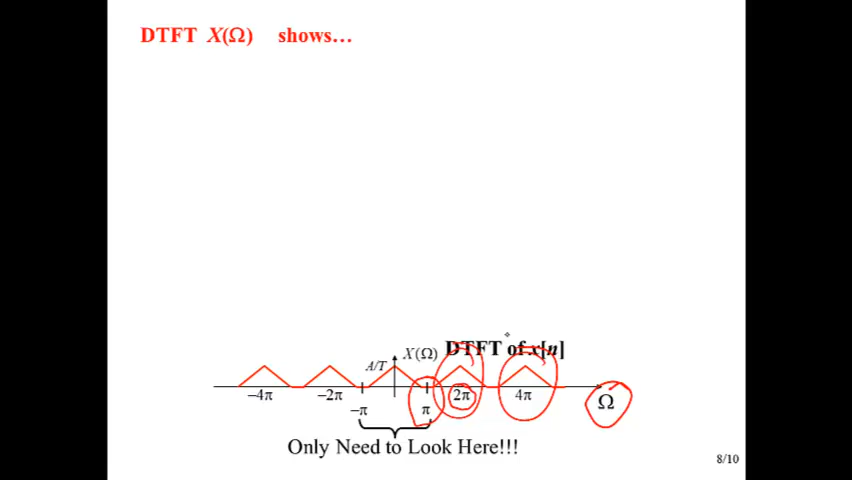 DTFT X(Ω) shows…
DTFT of x[n]
X(Ω)
A/T
–4π –2π 2π 4π
–π π
Ω
Only Need to Look Here!!!
8/10